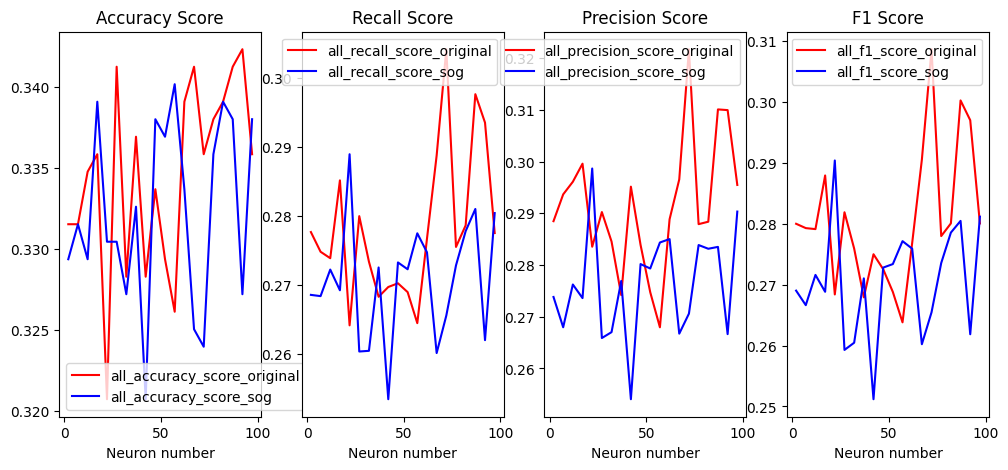 Accuracy Score
0.340
0.335
0.330
0.325
0.320
all_accuracy_score_original
all_accuracy_score_sog
0
50
100
Neuron number
Recall Score
all_recall_score_original
all_recall_score_sog
0.30
0.29
0.28
0.27
0.26
0
50
100
Neuron number
Precision Score
all_precision_score_original
all_precision_score_sog
0.32
0.31
0.30
0.29
0.28
0.27
0.26
0
50
100
Neuron number
F1 Score
all_f1_score_original
all_f1_score_sog
0.31
0.30
0.29
0.28
0.27
0.26
0.25
0
50
100
Neuron number